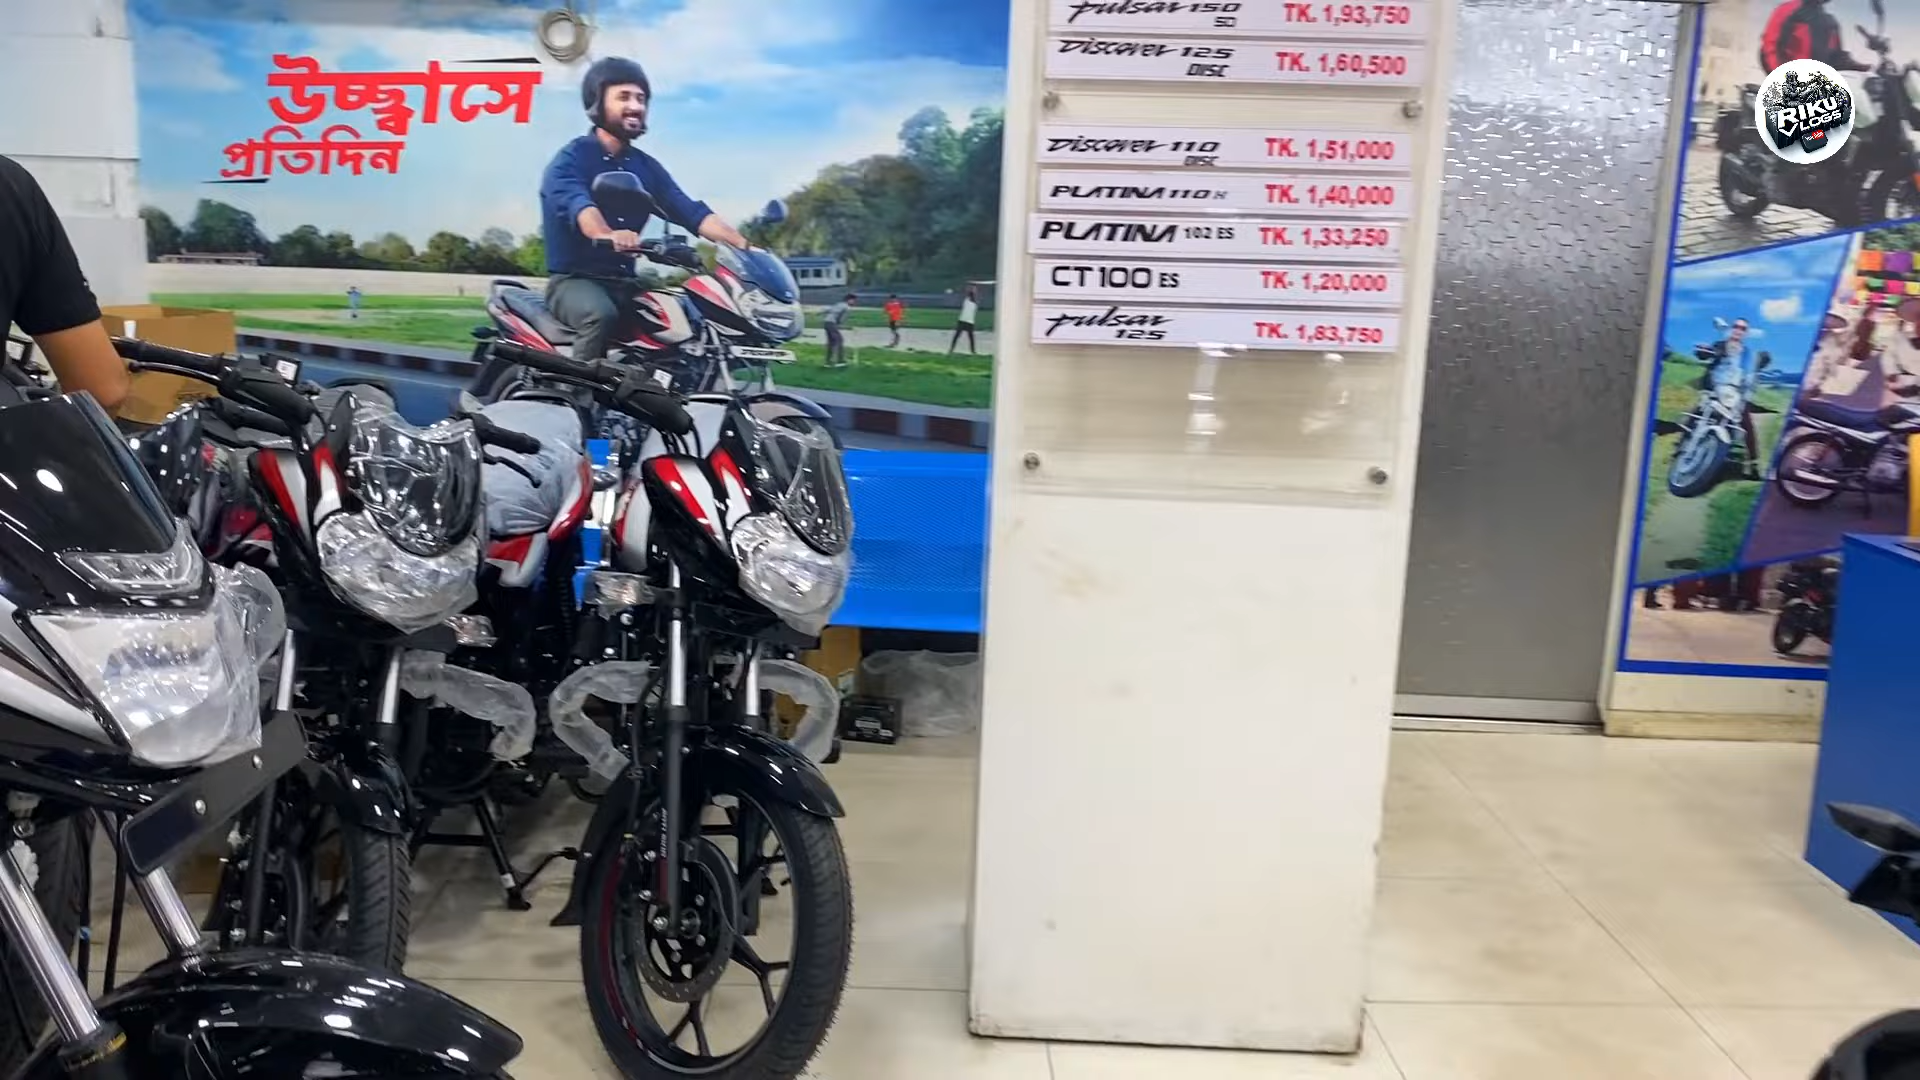 উচ্ছ্বাসে
প্রতিদিন
pulsar 150 SD TK. 1,93,750
Discover 125 DISC TK. 1,60,500
Discover 110 DISC TK. 1,51,000
PLATINA 110 H TK. 1,40,000
PLATINA 102 ES TK. 1,33,250
CT100 ES TK- 1,20,000
pulsar 125 TK. 1,83,750
RIKU
VLOGS